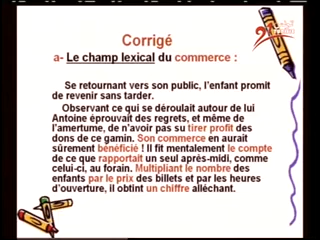 Corrigé
a- Le champ lexical du commerce :
Se retournant vers son public, l'enfant promit
de revenir sans tarder.
Observant ce qui se déroulait autour de lui
Antoine éprouvait des regrets, et même de
l'amertume, de n'avoir pas su tirer profit des
dons de ce gamin. Son commerce en aurait
sûrement bénéficié ! Il fit mentalement le compte
de ce que rapportait un seul après-midi, comme
celui-ci, au forain. Multipliant le nombre des
enfants par le prix des billets et par les heures
d'ouverture, il obtint un chiffre alléchant.